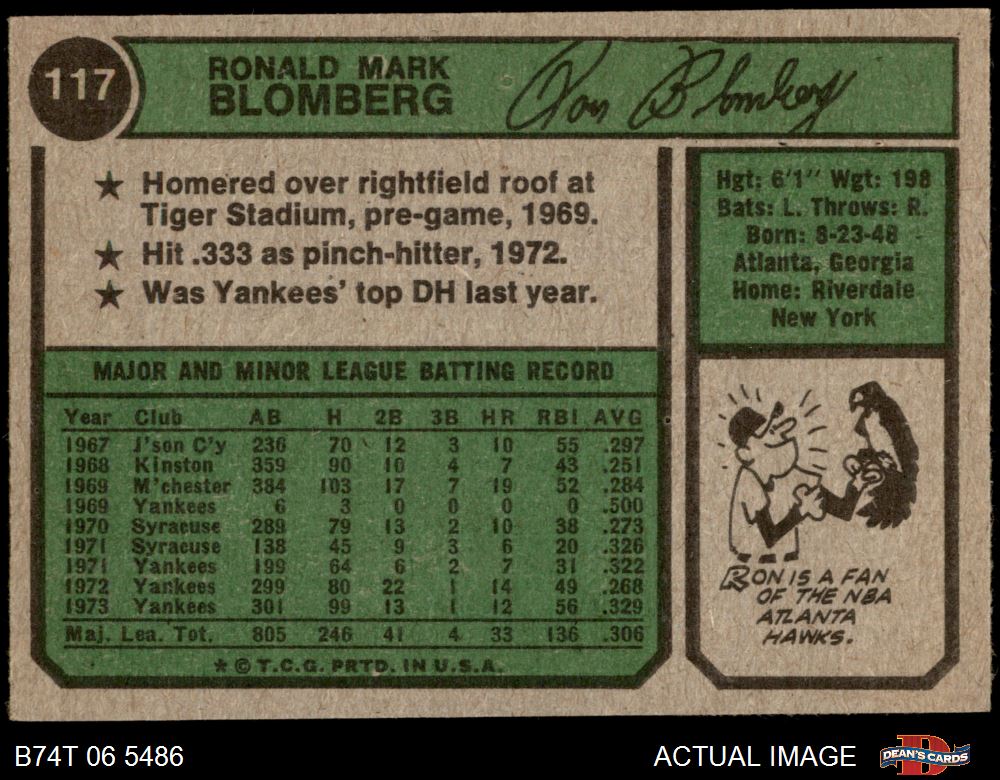 117
RONALD MARK
BLOMBERG
Ron Blomberg
★ Homered over rightfield roof at
Tiger Stadium, pre-game, 1969.
★ Hit .333 as pinch-hitter, 1972.
★ Was Yankees' top DH last year.
Hgt: 6'1" Wgt: 198
Bats: L. Throws: R.
Born: 8-23-48
Atlanta, Georgia
Home: Riverdale
New York
MAJOR AND MINOR LEAGUE BATTING RECORD
Year Club AB H 2B 3B HR RBI AVG
1967 J'son C'y 236 70 12 3 10 55 .297
1968 Kinston 359 90 10 4 7 43 .251
1969 M'chester 384 103 17 7 19 52 .284
1969 Yankees 6 3 0 0 0 0 .500
1970 Syracuse 289 79 13 2 10 38 .273
1971 Syracuse 138 45 9 3 6 20 .326
1971 Yankees 199 64 6 2 7 31 .322
1972 Yankees 299 80 22 1 14 49 .268
1973 Yankees 301 99 13 1 12 56 .329
Maj. Lea. Tot. 805 246 41 4 33 136 .306
★ © T.C.G. PRTD. IN U.S.A.
RON IS A FAN
OF THE NBA
ATLANTA
HAWKS.
B74T 06 5486
ACTUAL IMAGE
D
DEAN'S CARDS